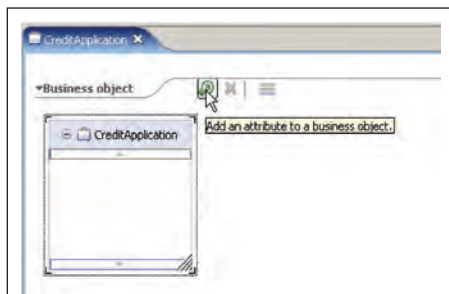 CreditApplication
Business object
Add an attribute to a business object.
CreditApplication